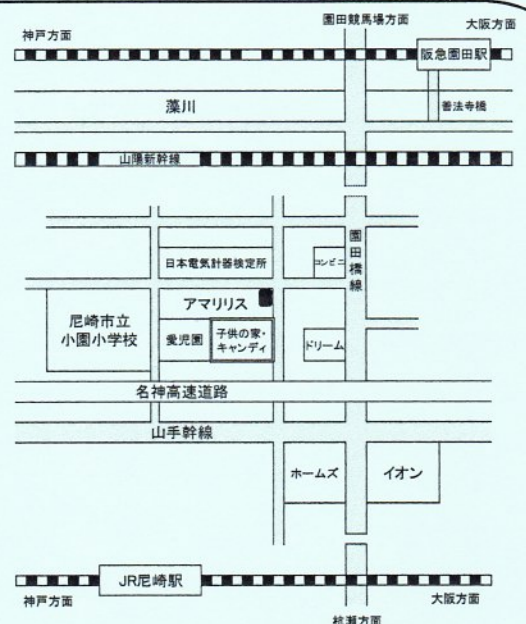 園田競馬場方面
神戸方面
大阪方面
阪急園田駅
藻川
善法寺橋
山陽新幹線
園田橋線
日本電気計器検定所
コンビニ
アマリリス
尼崎市立
小園小学校
愛児園
子供の家・
キャンディ
ドリーム
名神高速道路
山手幹線
ホームズ
イオン
JR尼崎駅
神戸方面
大阪方面
杭瀬方面